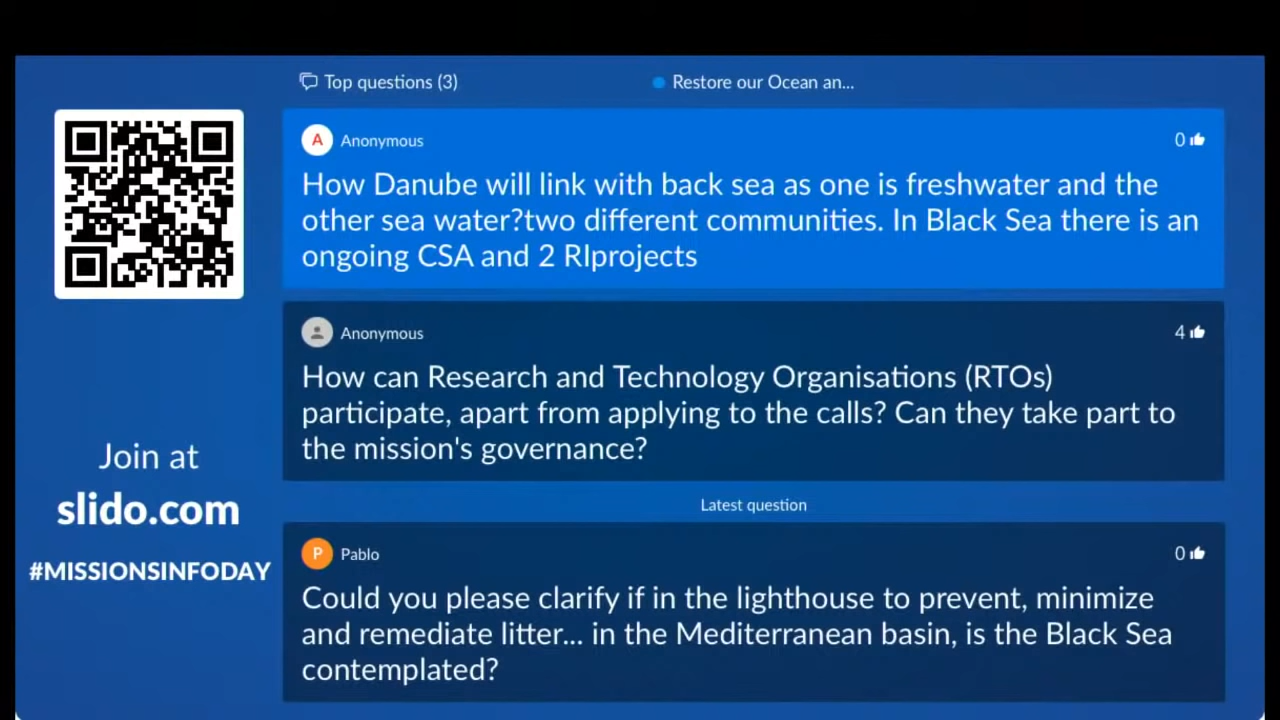 Top questions (3)
Restore our Ocean an...
A Anonymous
0
How Danube will link with back sea as one is freshwater and the
other sea water?two different communities. In Black Sea there is an
ongoing CSA and 2 RIprojects
Anonymous
4
How can Research and Technology Organisations (RTOs)
participate, apart from applying to the calls? Can they take part to
the mission's governance?
Join at
slido.com
#MISSIONSINFODAY
Latest question
P Pablo
0
Could you please clarify if in the lighthouse to prevent, minimize
and remediate litter... in the Mediterranean basin, is the Black Sea
contemplated?